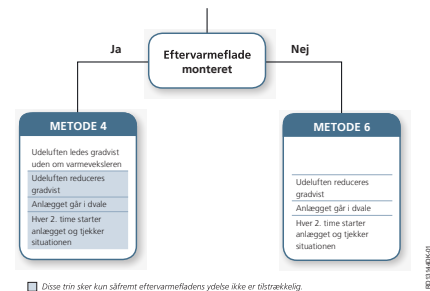 Ja
Eftervarmeflade
monteret
Nej
METODE 4
Udeluften ledes gradvist
uden om varmeveksleren
Udeluften reduceres
gradvist
Anlægget går i dvale
Hver 2. time starter
anlægget og tjekker
situationen
METODE 6
Udeluften reduceres
gradvist
Anlægget går i dvale
Hver 2. time starter
anlægget og tjekker
situationen
Disse trin sker kun såfremt eftervarmefladens ydelse ikke er tilstrækkelig.
RD13144DK-01